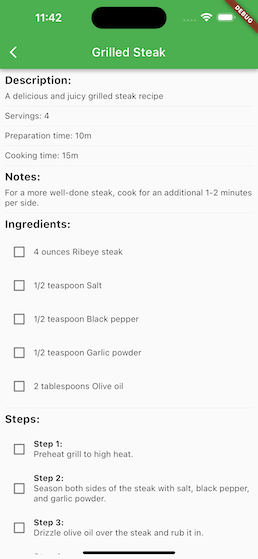 11:42
DEBUG
Grilled Steak
Description:
A delicious and juicy grilled steak recipe
Servings: 4
Preparation time: 10m
Cooking time: 15m
Notes:
For a more well-done steak, cook for an additional 1-2 minutes
per side.
Ingredients:
4 ounces Ribeye steak
1/2 teaspoon Salt
1/2 teaspoon Black pepper
1/2 teaspoon Garlic powder
2 tablespoons Olive oil
Steps:
Step 1:
Preheat grill to high heat.
Step 2:
Season both sides of the steak with salt, black pepper,
and garlic powder.
Step 3:
Drizzle olive oil over the steak and rub it in.